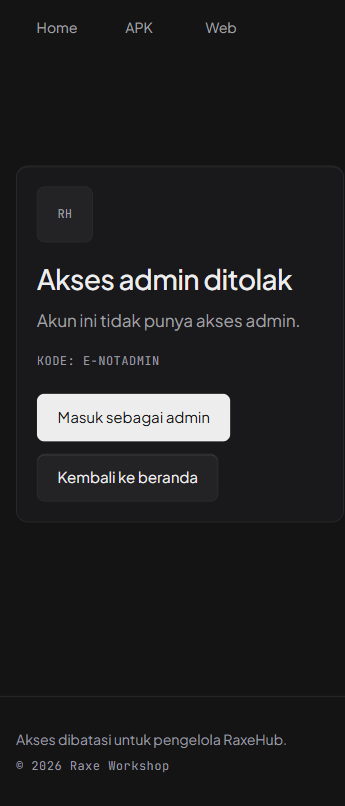 Home APK Web
RH
Akses admin ditolak
Akun ini tidak punya akses admin.
KODE: E-NOTADMIN
Masuk sebagai admin
Kembali ke beranda
Akses dibatasi untuk pengelola RaxeHub.
© 2026 Raxe Workshop